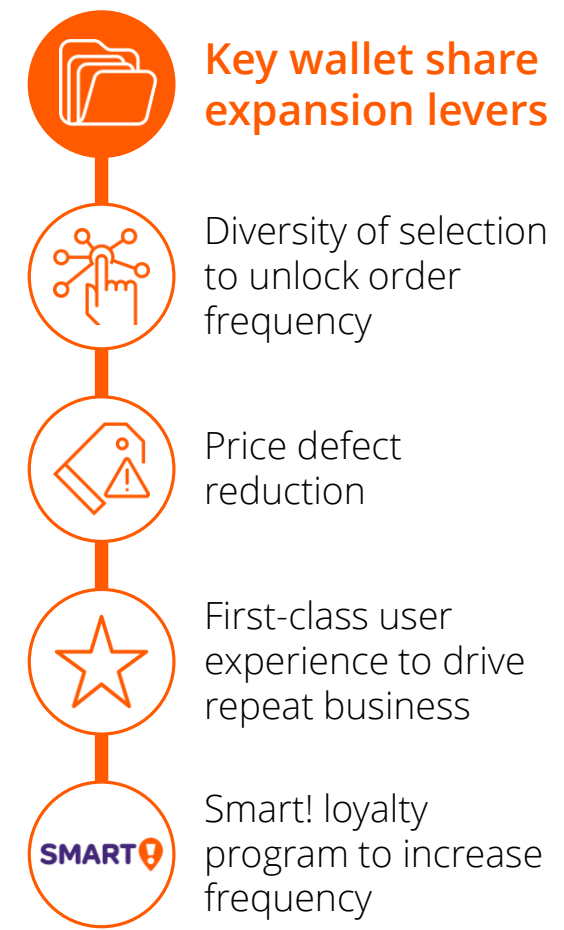 Key wallet share
expansion levers
Diversity of selection
to unlock order
frequency
Price defect
reduction
First-class user
experience to drive
repeat business
SMART!
Smart! loyalty
program to increase
frequency